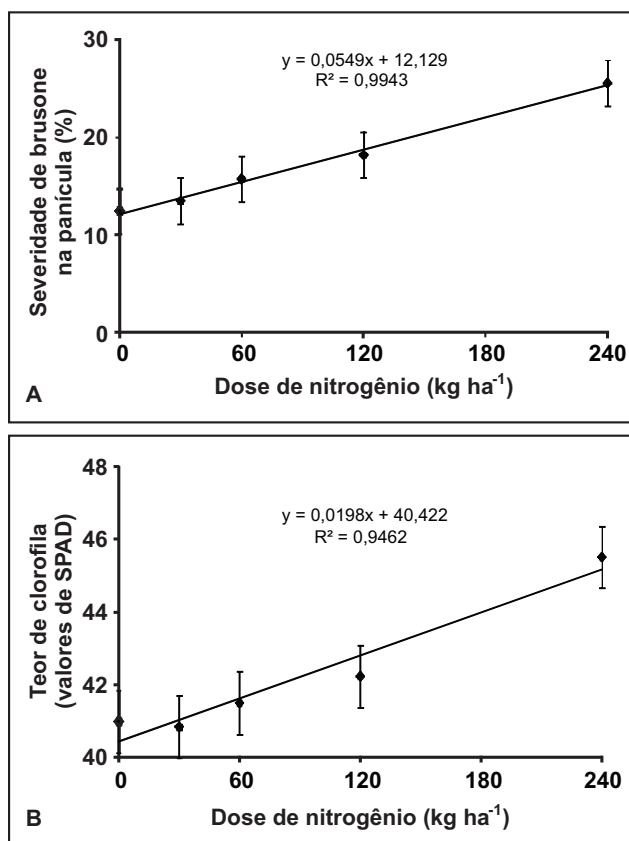 30
20
10
0
Severidade de brusone
na panícula (%)
y = 0,0549x + 12,129
R² = 0,9943
0 60 120 180 240
Dose de nitrogênio (kg ha⁻¹)
A
48
46
44
42
40
Teor de clorofila
(valores de SPAD)
y = 0,0198x + 40,422
R² = 0,9462
0 60 120 180 240
Dose de nitrogênio (kg ha⁻¹)
B